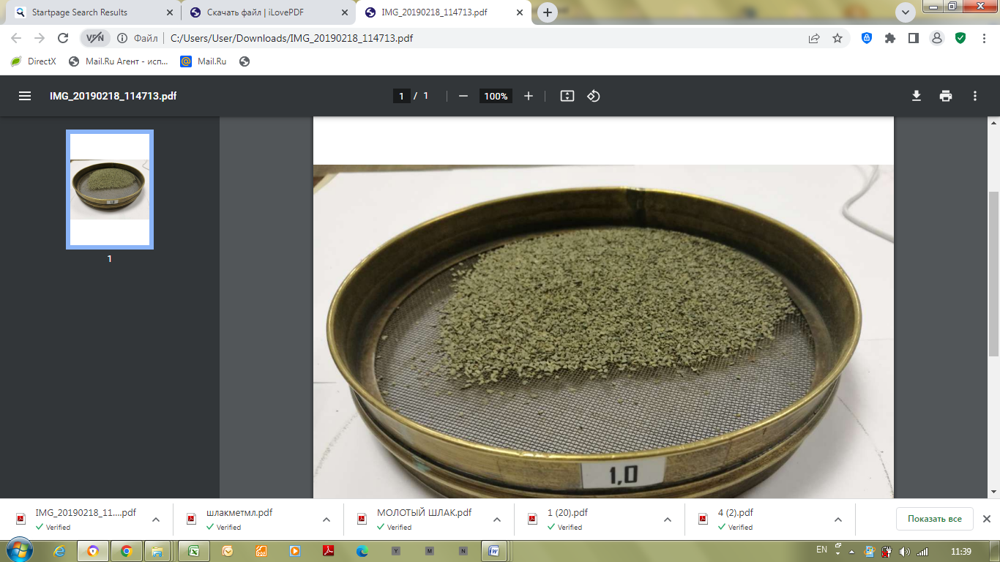 Startpage Search Results
Скачать файл | iLovePDF
IMG_20190218_114713.pdf
VPN
Файл
C:/Users/User/Downloads/IMG_20190218_114713.pdf
DirectX
Mail.Ru Агент - исп...
Mail.Ru
IMG_20190218_114713.pdf
1 / 1
100%
1
1,0
IMG_20190218_11....pdf
Verified
шлакметмл.pdf
Verified
МОЛОТЫЙ ШЛАК.pdf
Verified
1 (20).pdf
Verified
4 (2).pdf
Verified
Показать все
Y
M
N
EN
11:39